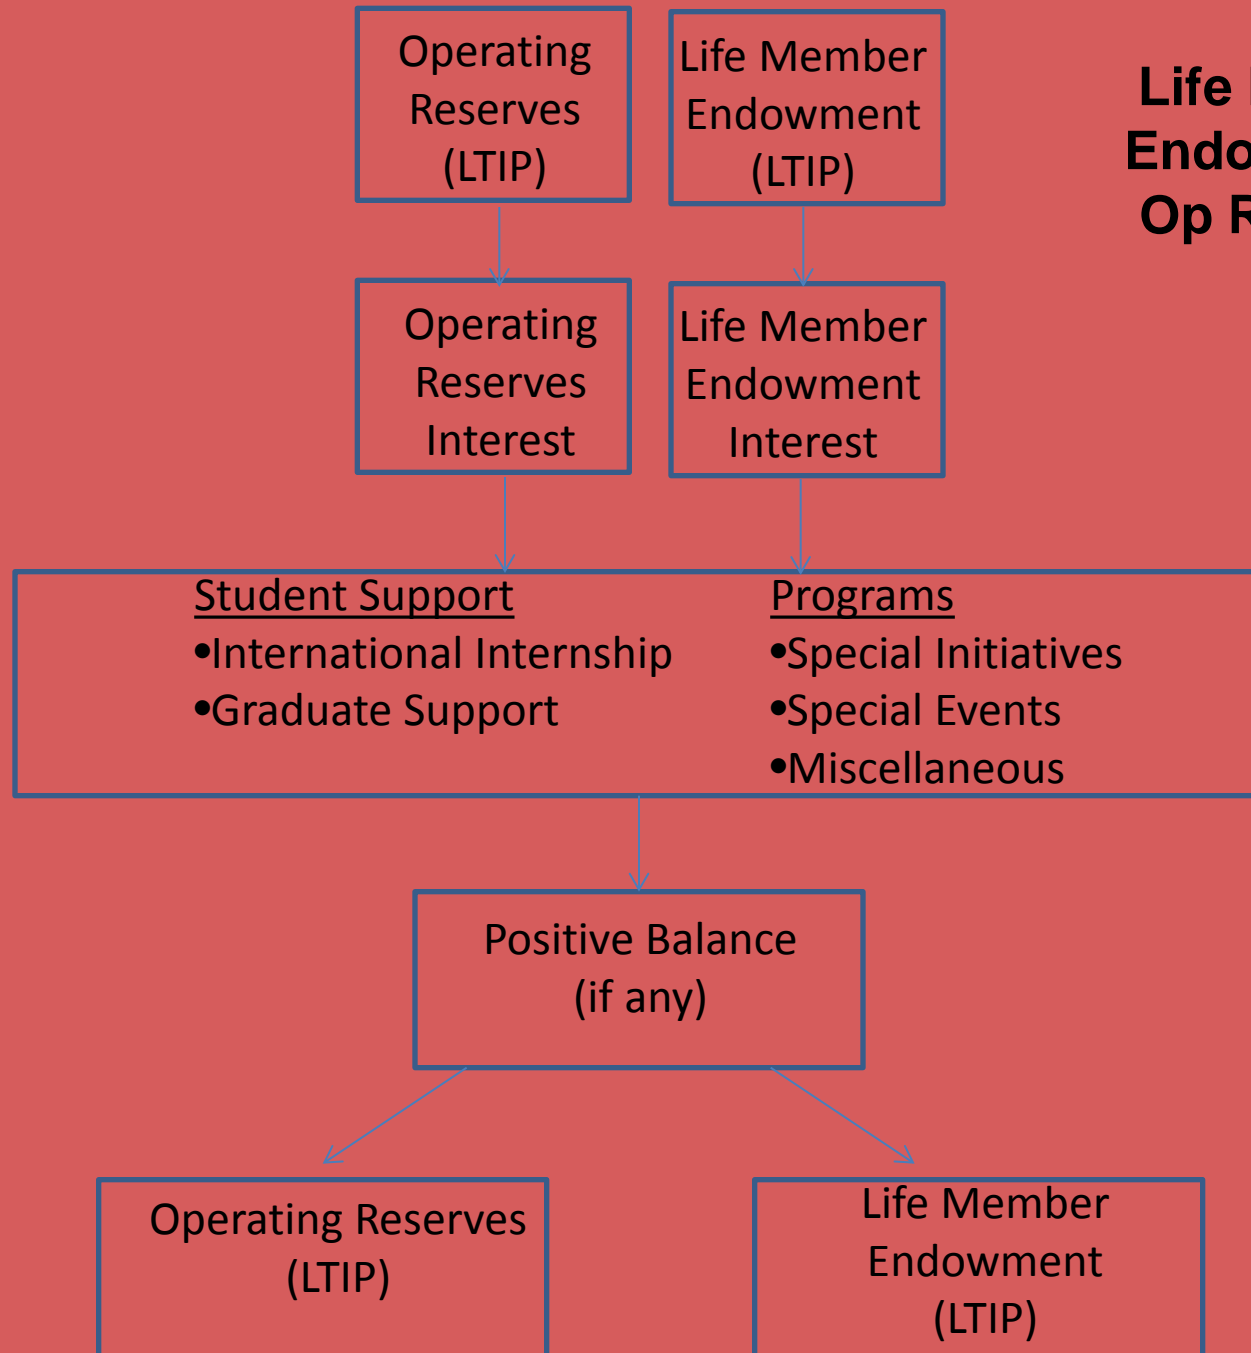 Operating
Reserves
(LTIP)
Life Member
Endowment
(LTIP)
Life
Op
Operating
Reserves
Interest
Life Member
Endowment
Interest
Student Support
•International Internship
•Graduate Support
Programs
•Special Initiatives
•Special Events
•Miscellaneous
Positive Balance
(if any)
Operating Reserves
(LTIP)
Life Member
Endowment
(LTIP)